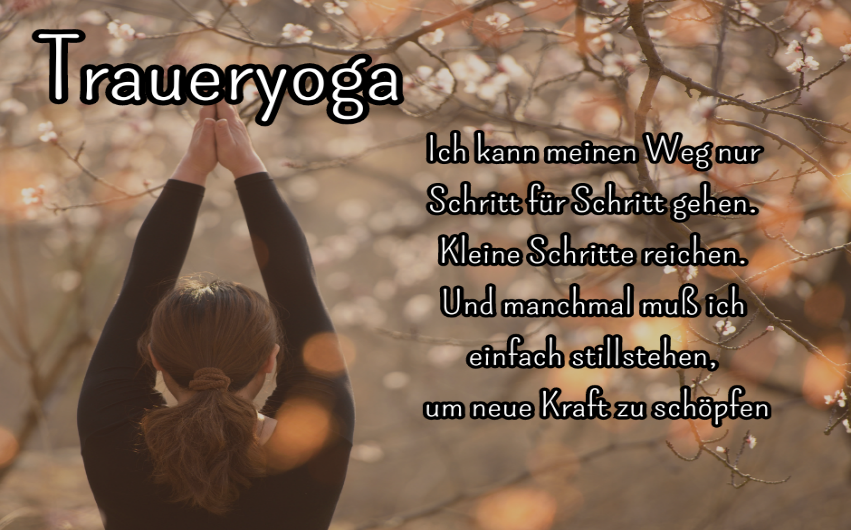 Traueryoga
Ich kann meinen Weg nur
Schritt für Schritt gehen.
Kleine Schritte reichen.
Und manchmal muß ich
einfach stillstehen,
um neue Kraft zu schöpfen